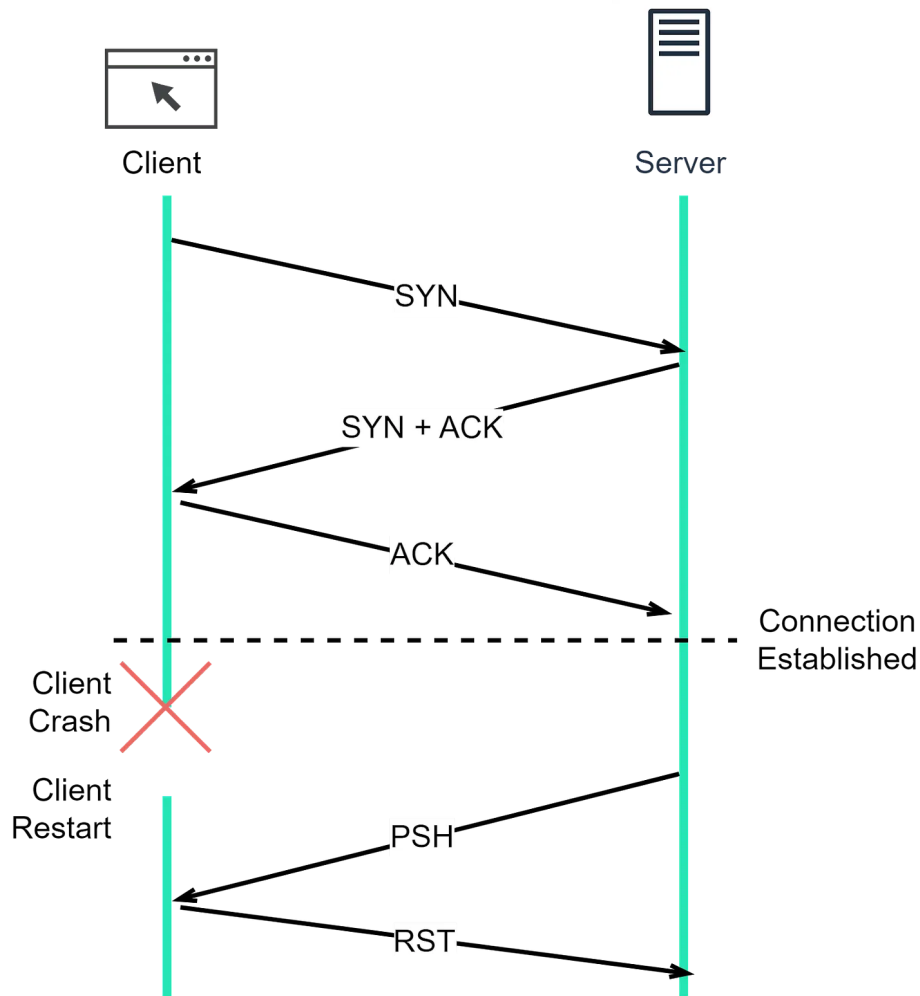 Client
Server
SYN
SYN + ACK
ACK
Connection
Established
Client
Crash
Client
Restart
PSH
RST